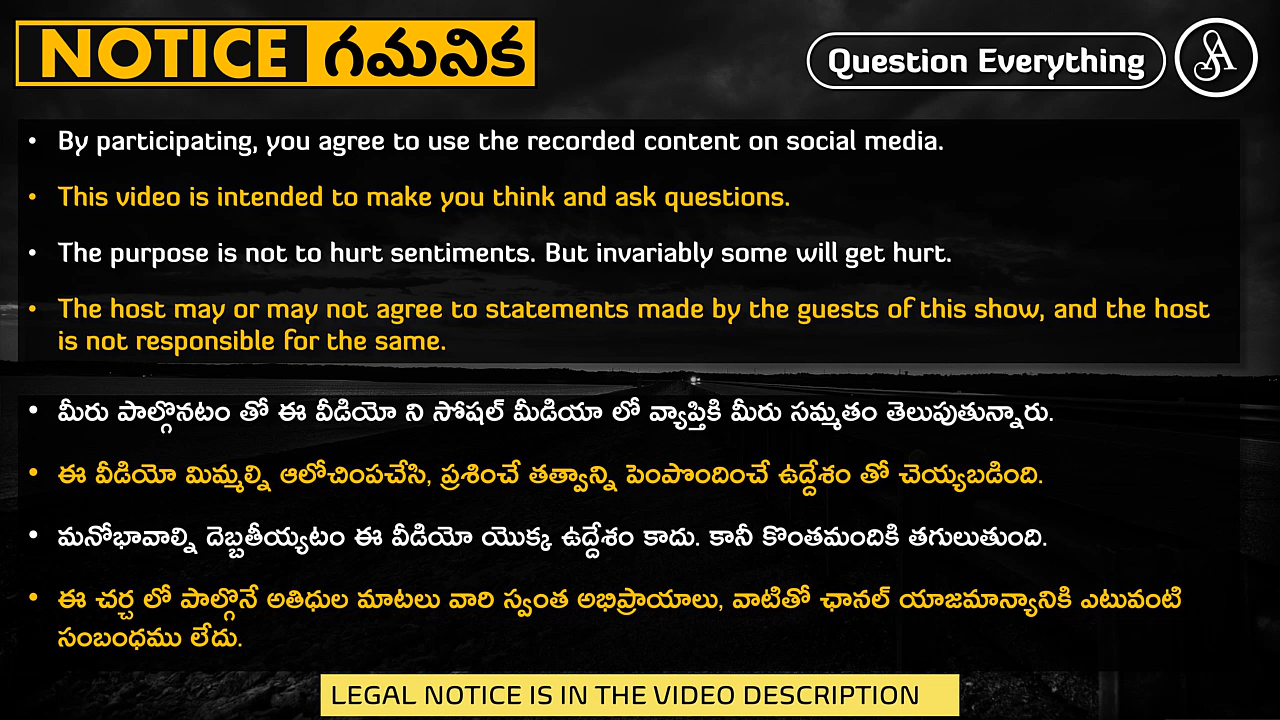 NOTICE గమనిక
Question Everything
• By participating, you agree to use the recorded content on social media.
• This video is intended to make you think and ask questions.
• The purpose is not to hurt sentiments. But invariably some will get hurt.
• The host may or may not agree to statements made by the guests of this show, and the host
is not responsible for the same.
• మీరు పాల్గొనటం తో ఈ వీడియో ని సోషల్ మీడియా లో వ్యాప్తికి మీరు సమ్మతం తెలుపుతున్నారు.
• ఈ వీడియో మిమ్మల్ని ఆలోచింపచేసి, ప్రశించే తత్వాన్ని పెంపొందించే ఉద్దేశం తో చెయ్యబడింది.
• మనోభావాల్ని దెబ్బతీయ్యటం ఈ వీడియో యొక్క ఉద్దేశం కాదు. కానీ కొంతమందికి తగులుతుంది.
• ఈ చర్చ లో పాల్గొనే అతిధుల మాటలు వారి స్వంత అభిప్రాయాలు, వాటితో ఛానల్ యాజమాన్యానికి ఎటువంటి
సంబంధము లేదు.
LEGAL NOTICE IS IN THE VIDEO DESCRIPTION